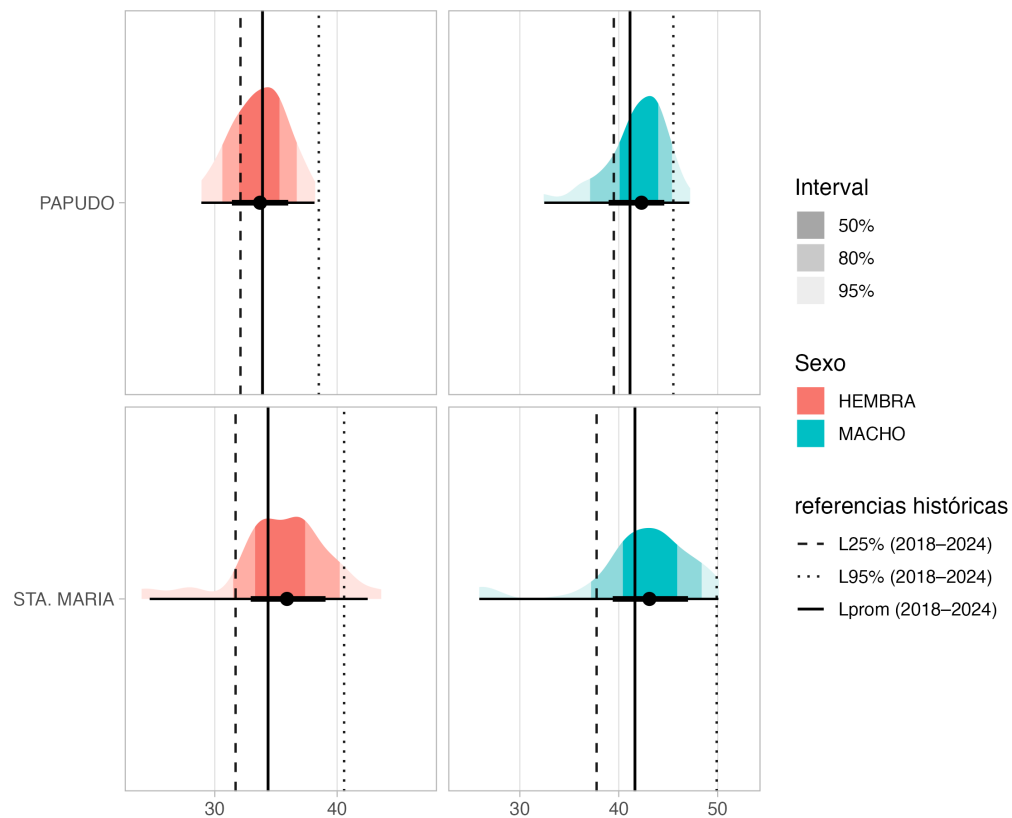 PAPUDO
STA. MARIA
30
40
30
40
50
Interval
50%
80%
95%
Sexo
HEMBRA
MACHO
referencias históricas
L25% (2018–2024)
L95% (2018–2024)
Lprom (2018–2024)